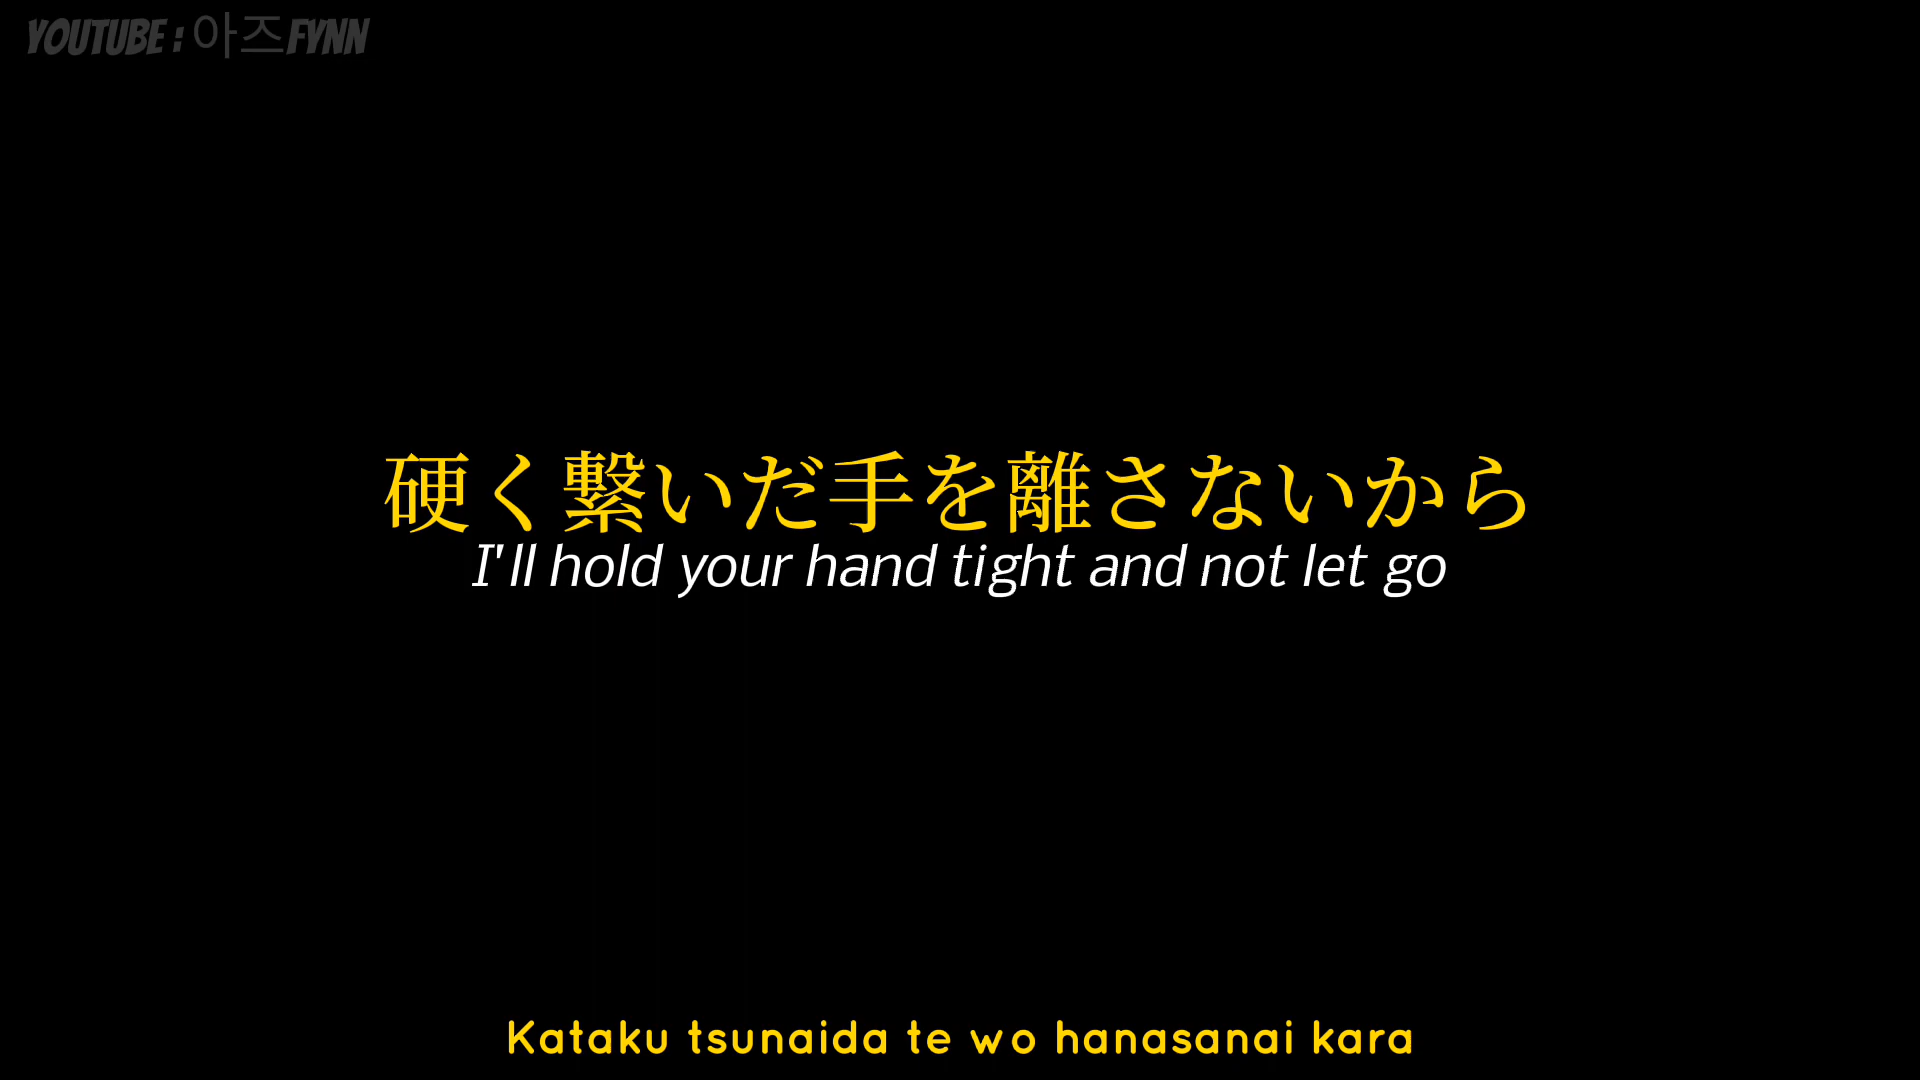 YOUTUBE : 아즈FYNN
硬く繋いだ手を離さないから
I'll hold your hand tight and not let go
Kataku tsunaida te wo hanasanai kara